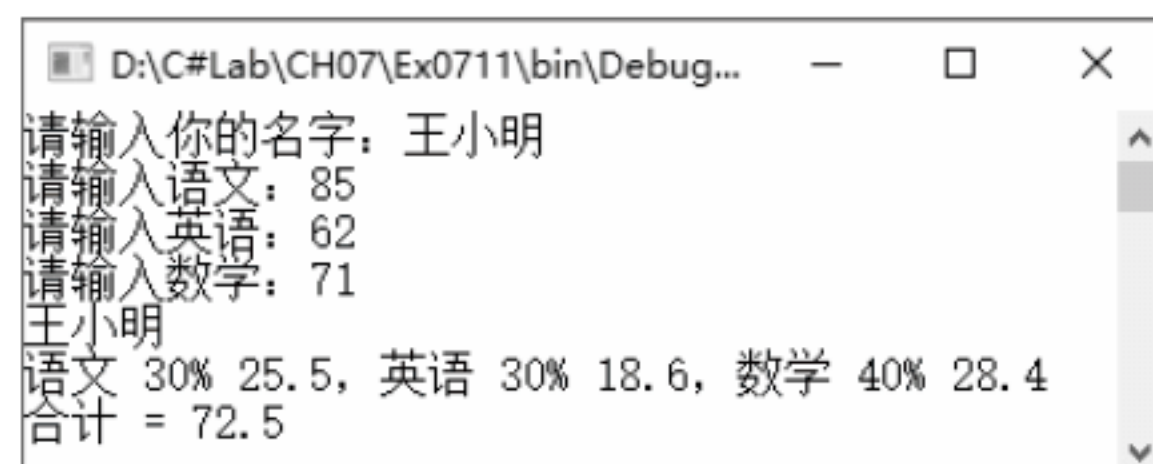 D:\C#Lab\CH07\Ex0711\bin\Debug...
请输入你的名字：王小明
请输入语文：85
请输入英语：62
请输入数学：71
王小明
语文 30% 25.5，英语 30% 18.6，数学 40% 28.4
合计 = 72.5